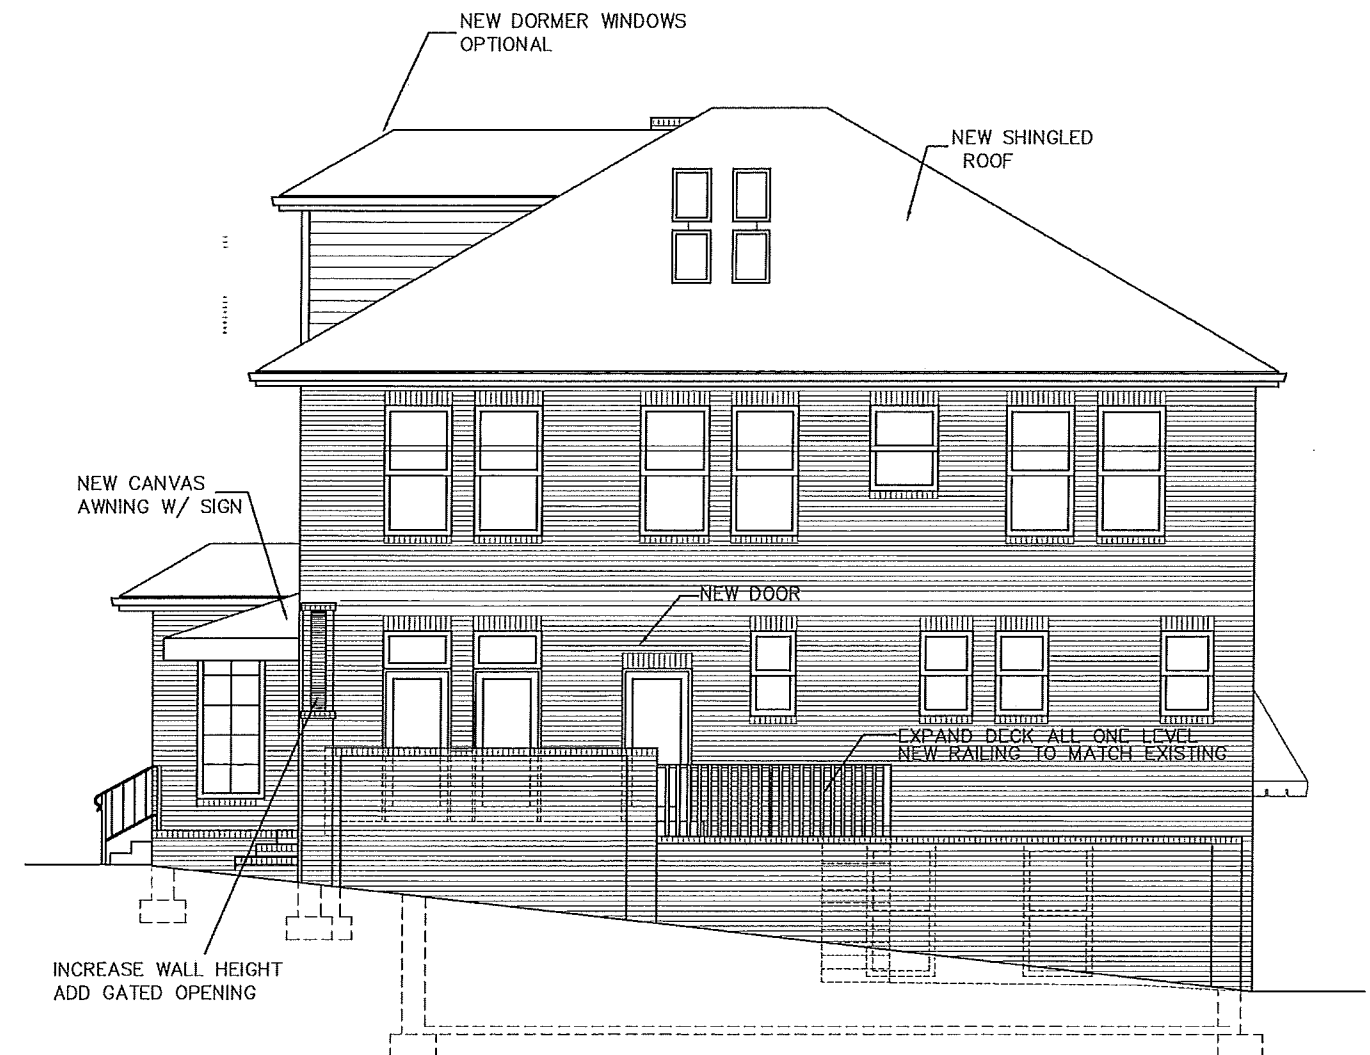 NEW DORMER WINDOWS
OPTIONAL
NEW SHINGLED
ROOF
NEW CANVAS
AWNING W/ SIGN
NEW DOOR
EXPAND DECK ALL ONE LEVEL
NEW RAILING TO MATCH EXISTING
INCREASE WALL HEIGHT
ADD GATED OPENING